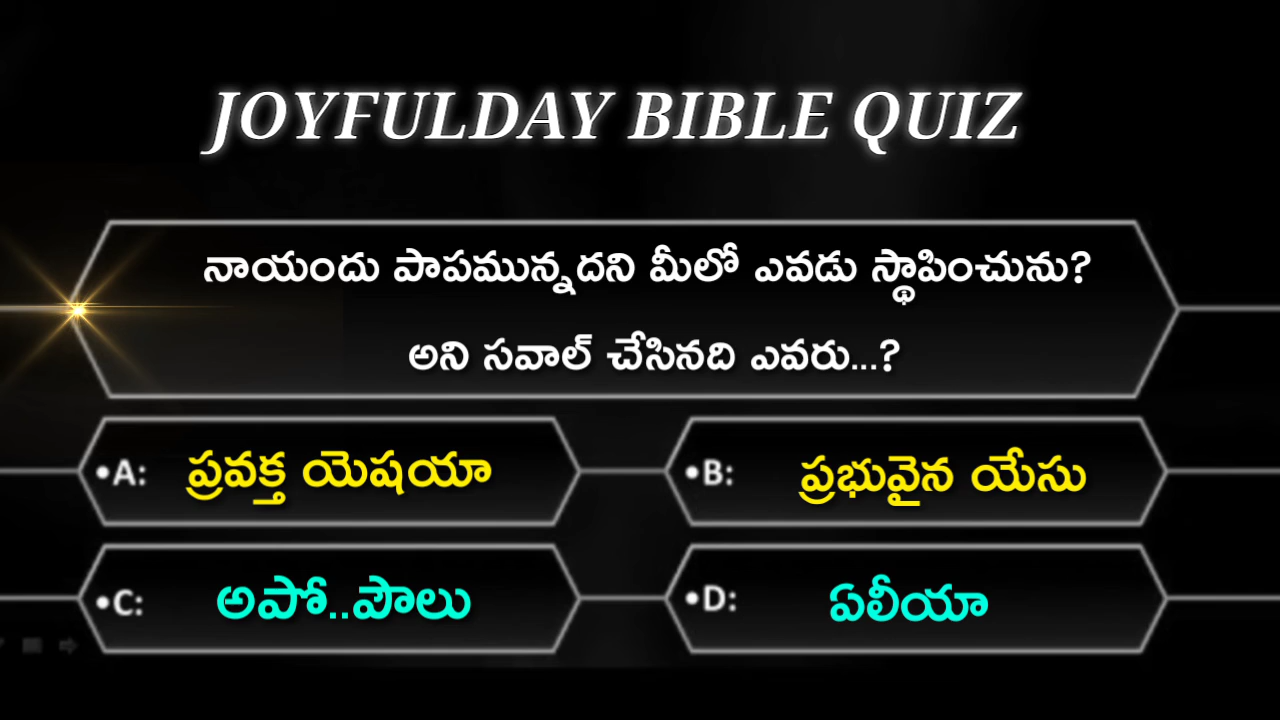 JOYFULDAY BIBLE QUIZ
నాయందు పాపమున్నదని మీలో ఎవడు స్థాపించును?
అని సవాల్ చేసినది ఎవరు...?
•A: ప్రవక్త యెషయా
•B: ప్రభువైన యేసు
•C: అపో..పౌలు
•D: ఏలీయా